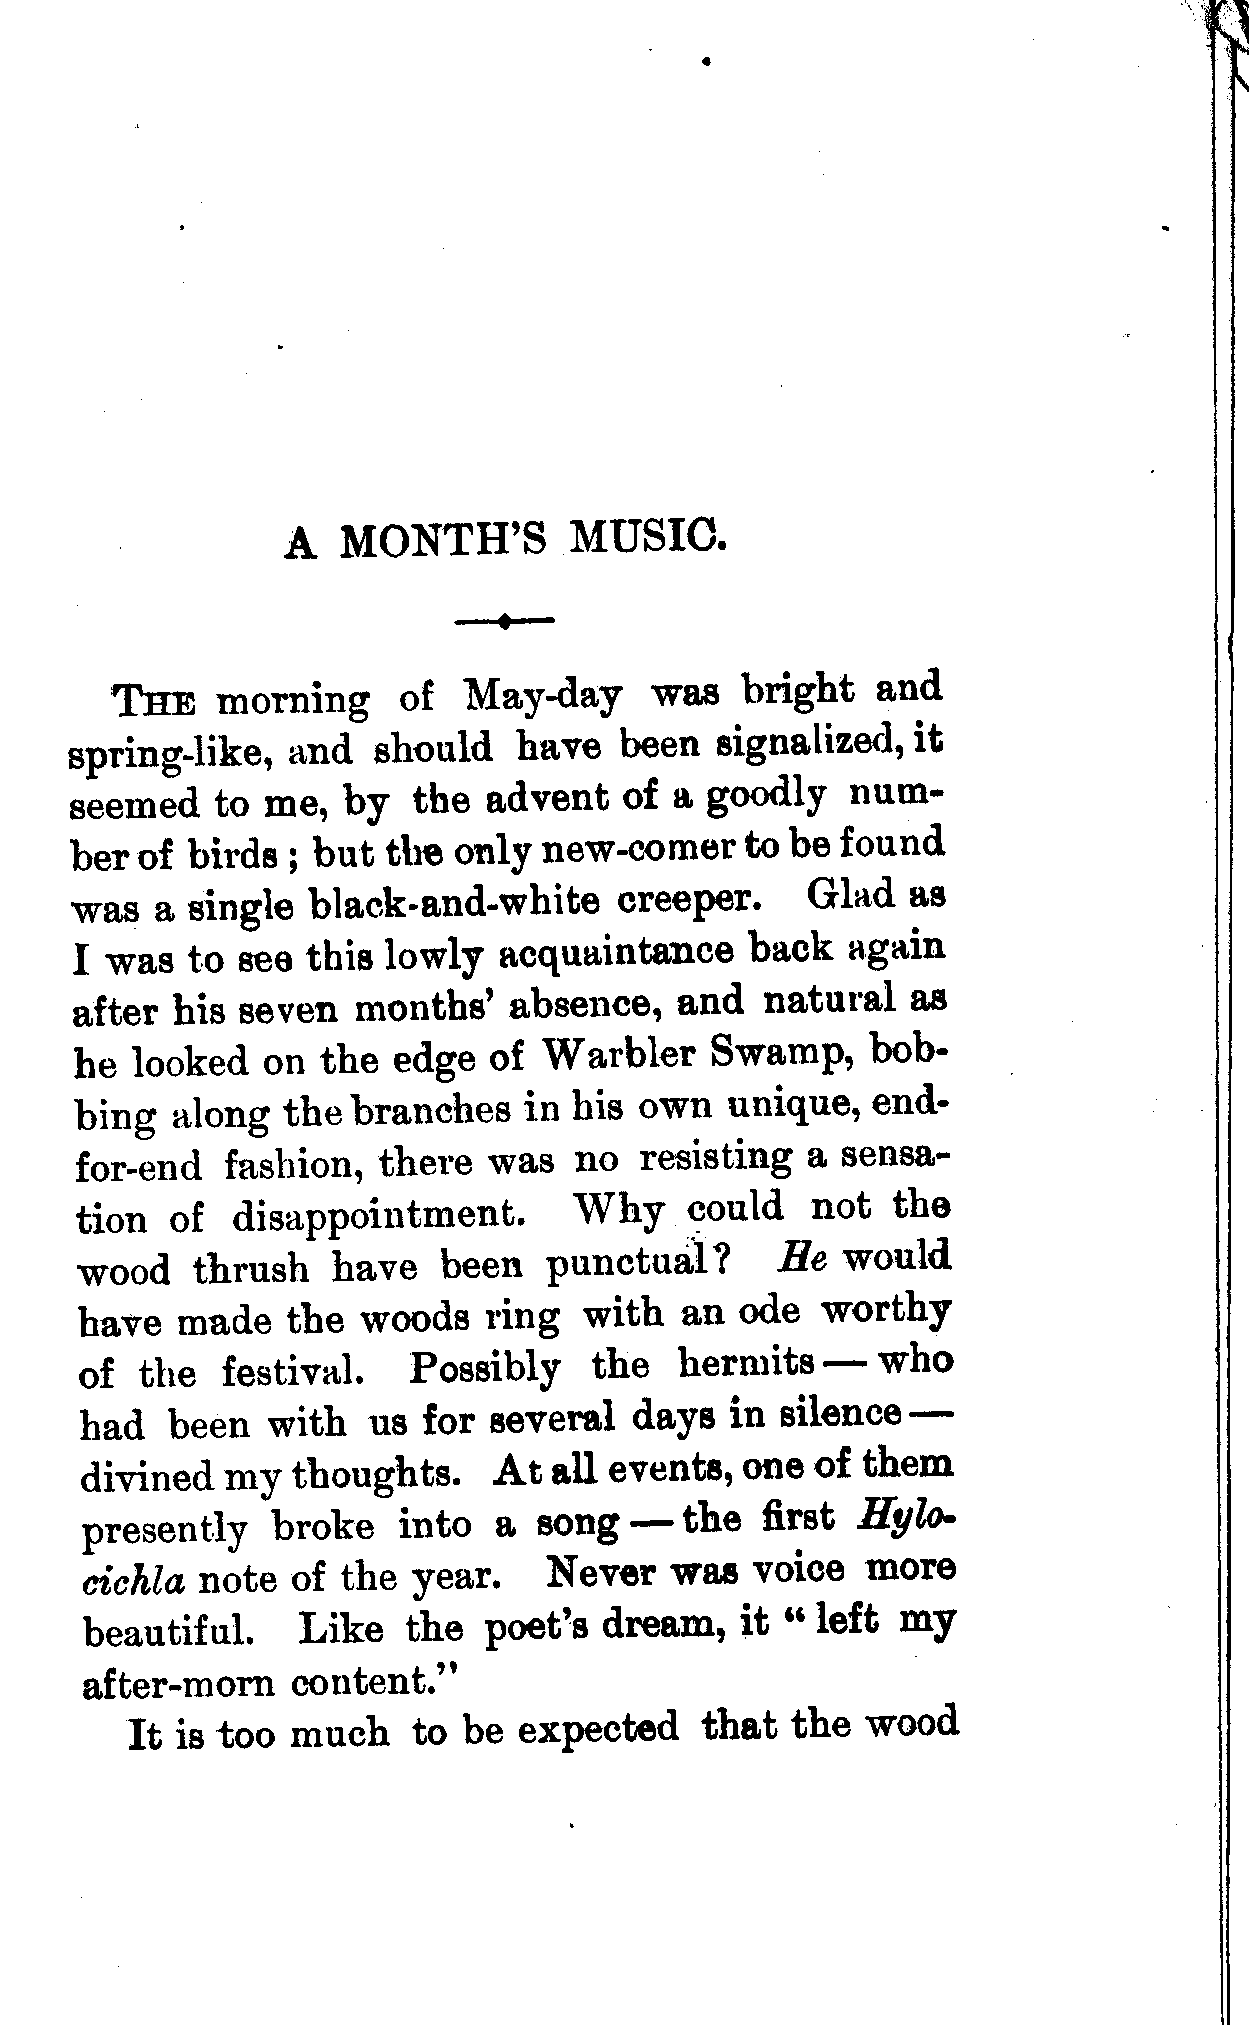 A MONTH'S MUSIC.
THE morning of May-day was bright and
spring-like, and should have been signalized, it
seemed to me, by the advent of a goodly num-
ber of birds; but the only new-comer to be found
was a single black-and-white creeper. Glad as
I was to see this lowly acquaintance back again
after his seven months' absence, and natural as
he looked on the edge of Warbler Swamp, bob-
bing along the branches in his own unique, end-
for-end fashion, there was no resisting a sensa-
tion of disappointment. Why could not the
wood thrush have been punctual? He would
have made the woods ring with an ode worthy
of the festival. Possibly the hermits — who
had been with us for several days in silence —
divined my thoughts. At all events, one of them
presently broke into a song — the first Hylo-
cichla note of the year. Never was voice more
beautiful. Like the poet's dream, it "left my
after-morn content."
It is too much to be expected that the wood